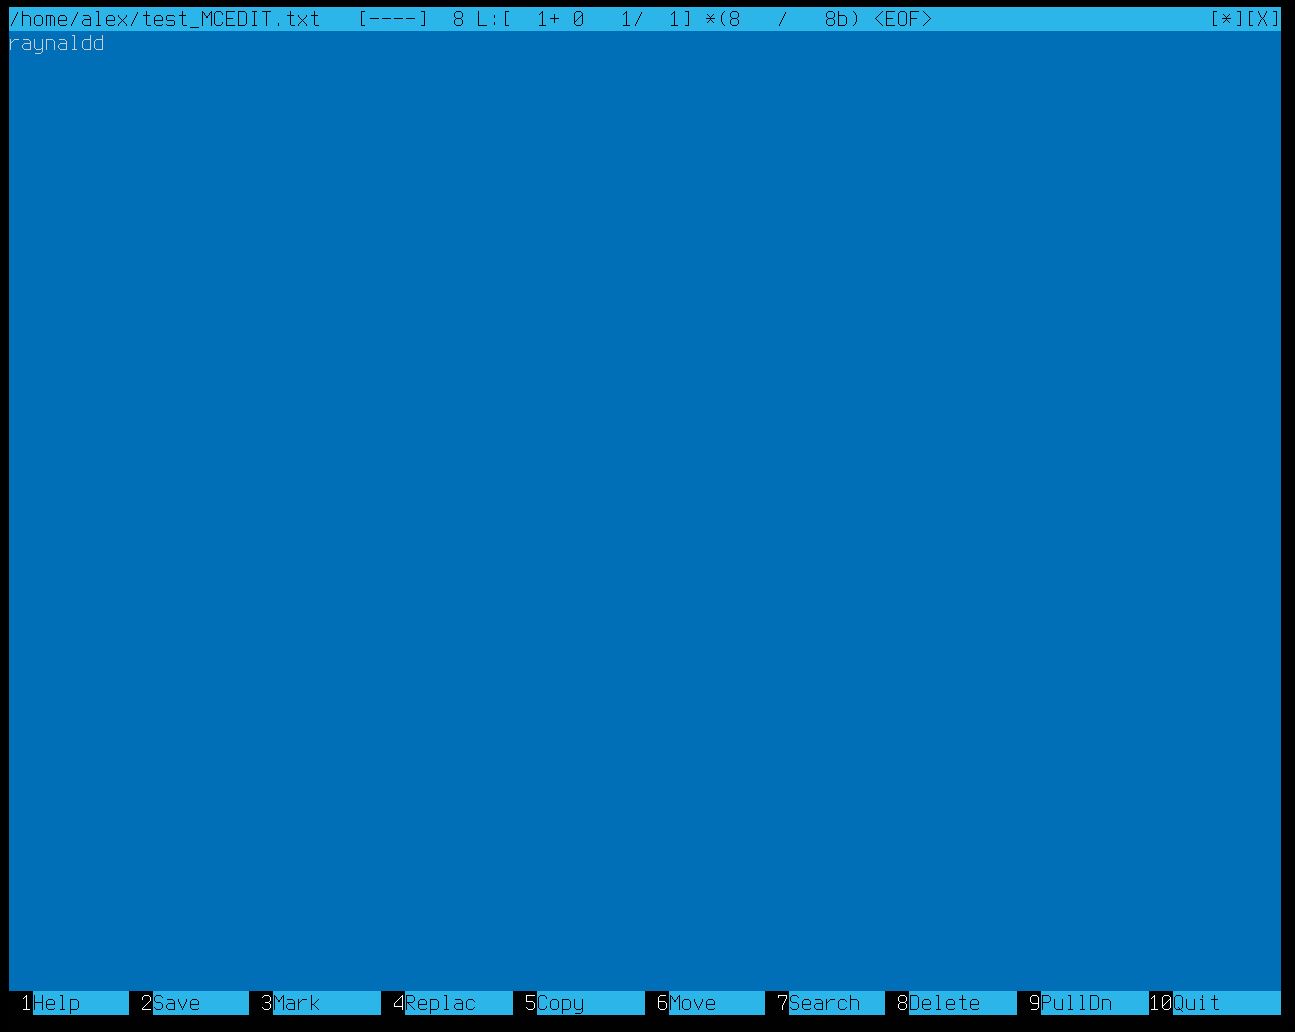 /home/alex/test_MCEDIT.txt   [----]  8 L:[  1+ 0   1/  1] *(8   /   8b) <EOF>   [*][X]
raynaldd
1Help 2Save 3Mark 4Replac 5Copy 6Move 7Search 8Delete 9PullDn 10Quit